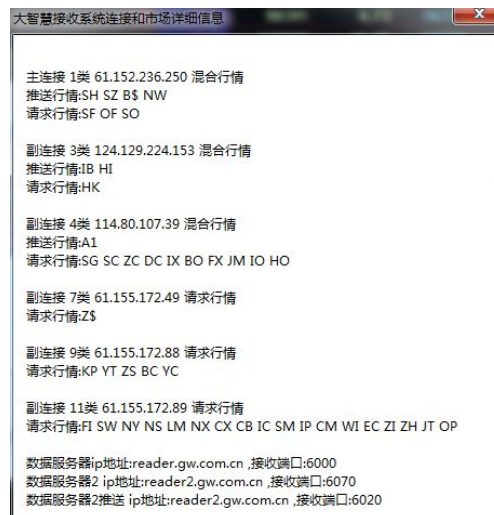 大智慧接收系统连接和市场详细信息
主连接 1类 61.152.236.250 混合行情
推送行情:SH SZ B$ NW
请求行情:SF OF SO
副连接 3类 124.129.224.153 混合行情
推送行情:IB HI
请求行情:HK
副连接 4类 114.80.107.39 混合行情
推送行情:A1
请求行情:SG SC ZC DC IX BO FX JM IO HO
副连接 7类 61.155.172.49 请求行情
请求行情:Z$
副连接 9类 61.155.172.88 请求行情
请求行情:KP YT ZS BC YC
副连接 11类 61.155.172.89 请求行情
请求行情:FI SW NY NS LM NX CX CB IC SM IP CM WI EC ZI ZH JT OP
数据服务器ip地址:reader.gw.com.cn ,接收端口:6000
数据服务器2 ip地址:reader2.gw.com.cn ,接收端口:6070
数据服务器2推送 ip地址:reader2.gw.com.cn ,接收端口:6020